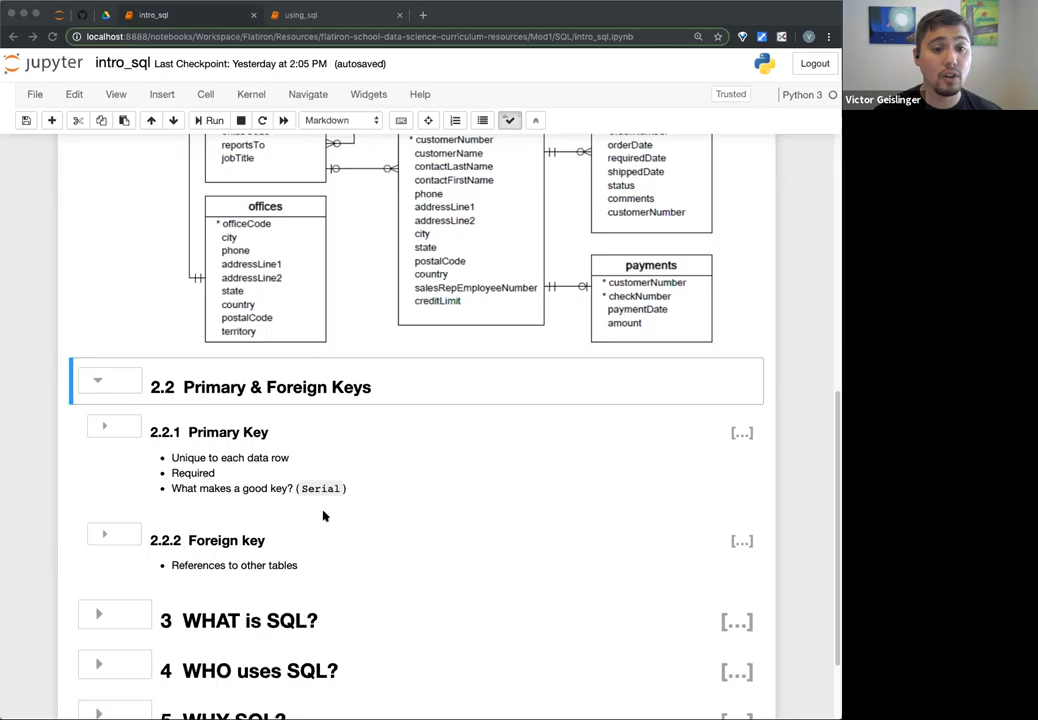 intro_sql
using_sql
localhost:8888/notebooks/Workspace/Flatiron/Resources/flatiron-school-data-science-curriculum-resources/Mod1/SQL/intro_sql.ipynb
V
jupyter intro_sql Last Checkpoint: Yesterday at 2:05 PM (autosaved)
Logout
File Edit View Insert Cell Kernel Navigate Widgets Help
Trusted
Python 3
Run
Markdown
Victor Geislinger
reportsTo
jobTitle
offices
* officeCode
city
phone
addressLine1
addressLine2
state
country
postalCode
territory
* customerNumber
customerName
contactLastName
contactFirstName
phone
addressLine1
addressLine2
city
state
postalCode
country
salesRepEmployeeNumber
creditLimit
orderDate
requiredDate
shippedDate
status
comments
customerNumber
payments
* customerNumber
* checkNumber
paymentDate
amount
2.2 Primary & Foreign Keys
2.2.1 Primary Key
[...]
• Unique to each data row
• Required
• What makes a good key? (Serial)
2.2.2 Foreign key
[...]
• References to other tables
3 WHAT is SQL?
[...]
4 WHO uses SQL?
[...]
5 WHY SQL?